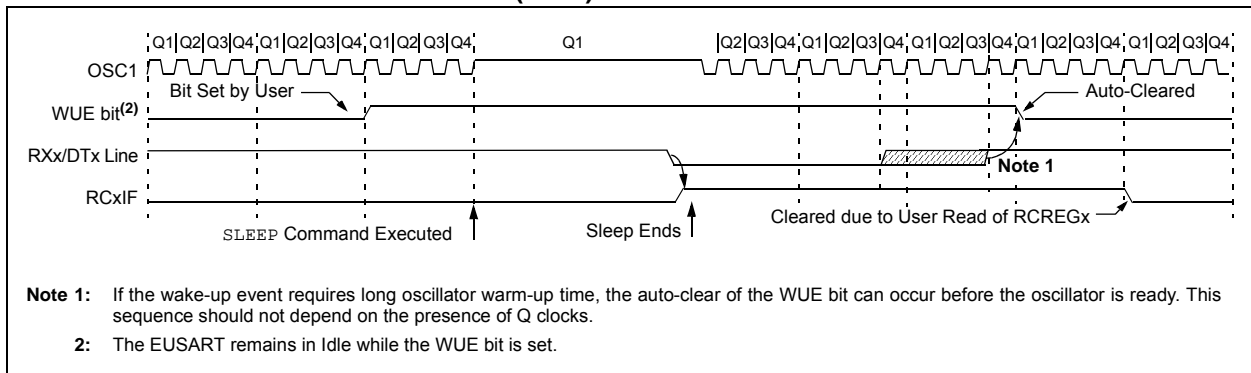 Q1|Q2|Q3|Q4|Q1|Q2|Q3|Q4|Q1|Q2|Q3|Q4 Q1 Q2|Q3|Q4|Q1|Q2|Q3|Q4|Q1|Q2|Q3|Q4|Q1|Q2|Q3|Q4|Q1|Q2|Q3|Q4
OSC1
Bit Set by User
Auto-Cleared
WUE bit(2)
RXx/DTx Line
Note 1
RCxIF
Cleared due to User Read of RCREGx
SLEEP Command Executed
Sleep Ends
Note 1: If the wake-up event requires long oscillator warm-up time, the auto-clear of the WUE bit can occur before the oscillator is ready. This
sequence should not depend on the presence of Q clocks.
2: The EUSART remains in Idle while the WUE bit is set.